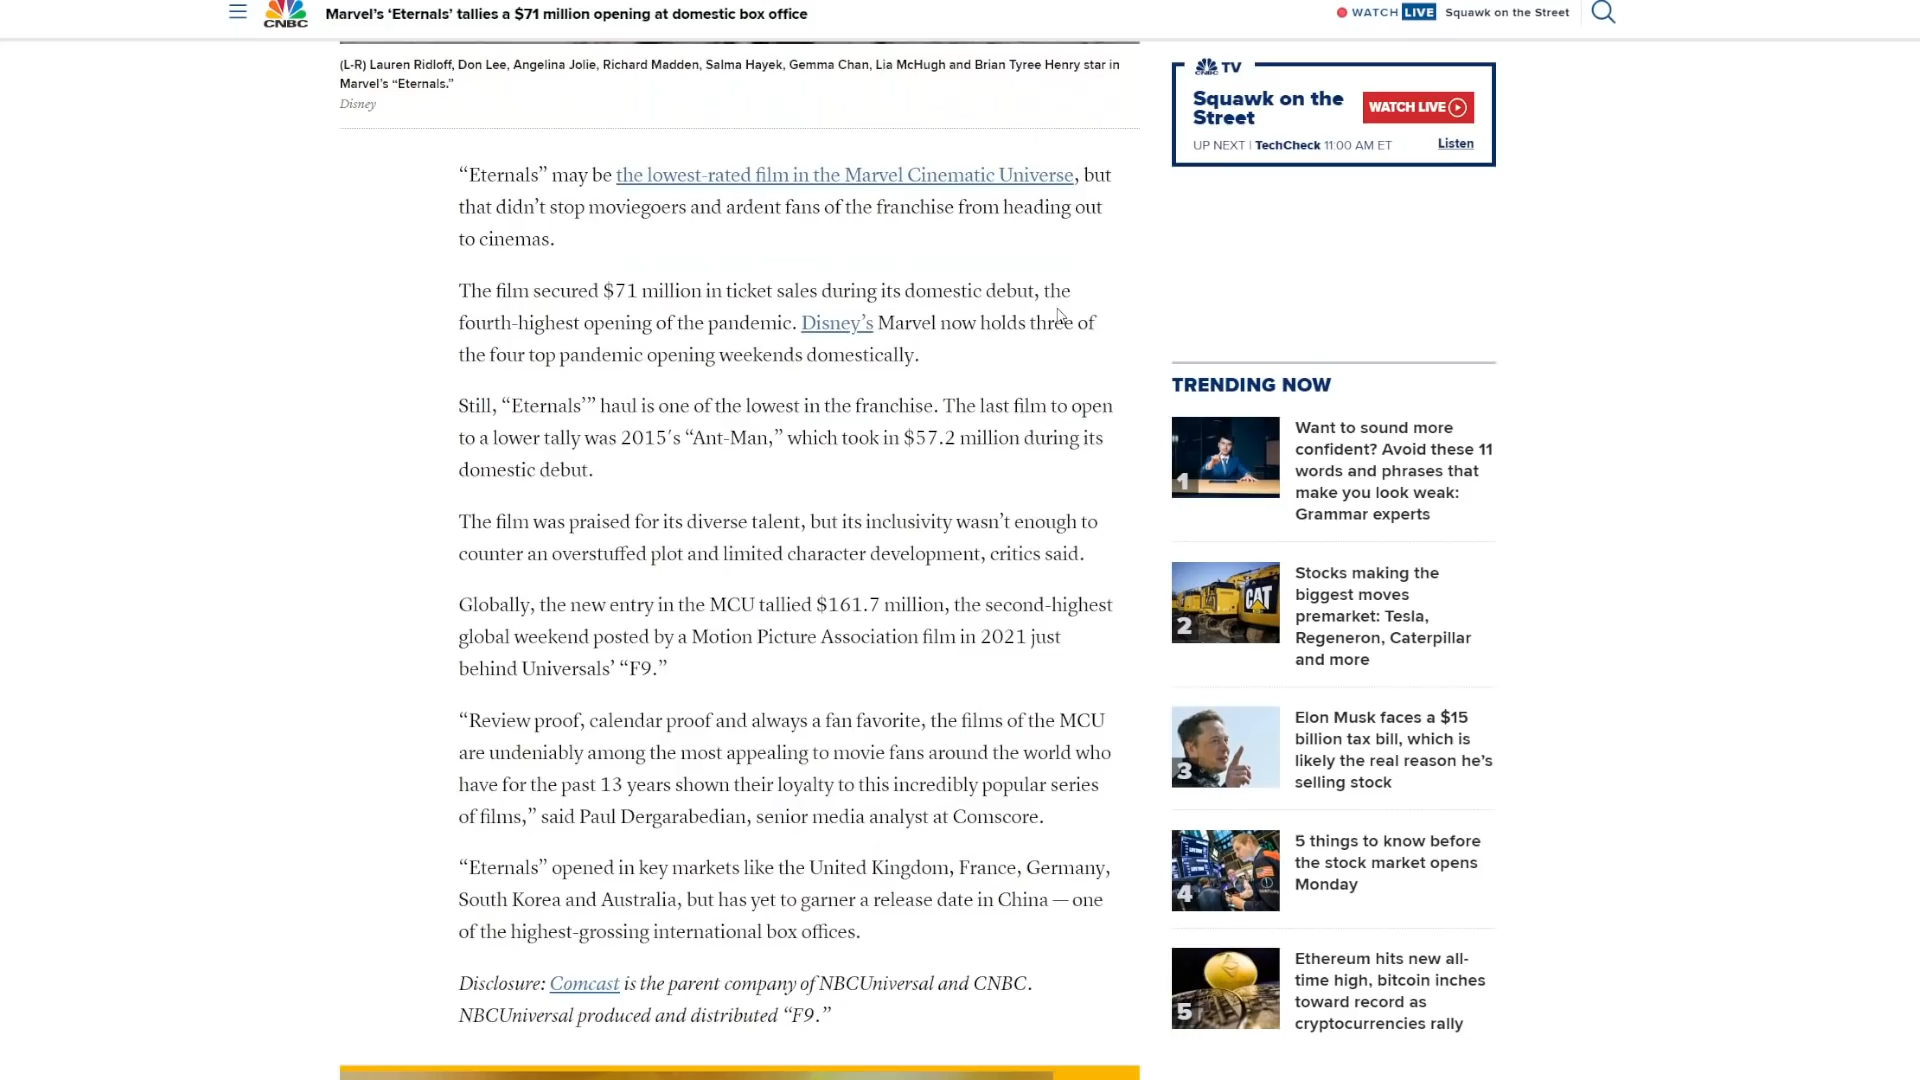 CNBC
Marvel’s ‘Eternals’ tallies a $71 million opening at domestic box office
WATCH LIVE Squawk on the Street
(L-R) Lauren Ridloff, Don Lee, Angelina Jolie, Richard Madden, Salma Hayek, Gemma Chan, Lia McHugh and Brian Tyree Henry star in
Marvel’s “Eternals.”
Disney
“Eternals” may be the lowest-rated film in the Marvel Cinematic Universe, but
that didn’t stop moviegoers and ardent fans of the franchise from heading out
to cinemas.
The film secured $71 million in ticket sales during its domestic debut, the
fourth-highest opening of the pandemic. Disney’s Marvel now holds three of
the four top pandemic opening weekends domestically.
Still, “Eternals’” haul is one of the lowest in the franchise. The last film to open
to a lower tally was 2015′s “Ant-Man,” which took in $57.2 million during its
domestic debut.
The film was praised for its diverse talent, but its inclusivity wasn’t enough to
counter an overstuffed plot and limited character development, critics said.
Globally, the new entry in the MCU tallied $161.7 million, the second-highest
global weekend posted by a Motion Picture Association film in 2021 just
behind Universals’ “F9.”
“Review proof, calendar proof and always a fan favorite, the films of the MCU
are undeniably among the most appealing to movie fans around the world who
have for the past 13 years shown their loyalty to this incredibly popular series
of films,” said Paul Dergarabedian, senior media analyst at Comscore.
“Eternals” opened in key markets like the United Kingdom, France, Germany,
South Korea and Australia, but has yet to garner a release date in China — one
of the highest-grossing international box offices.
Disclosure: Comcast is the parent company of NBCUniversal and CNBC.
NBCUniversal produced and distributed “F9.”
CNBC TV
Squawk on the
Street
WATCH LIVE
UP NEXT | TechCheck 11:00 AM ET
Listen
TRENDING NOW
1
Want to sound more
confident? Avoid these 11
words and phrases that
make you look weak:
Grammar experts
CAT
2
Stocks making the
biggest moves
premarket: Tesla,
Regeneron, Caterpillar
and more
3
Elon Musk faces a $15
billion tax bill, which is
likely the real reason he’s
selling stock
4
5 things to know before
the stock market opens
Monday
5
Ethereum hits new all-
time high, bitcoin inches
toward record as
cryptocurrencies rally